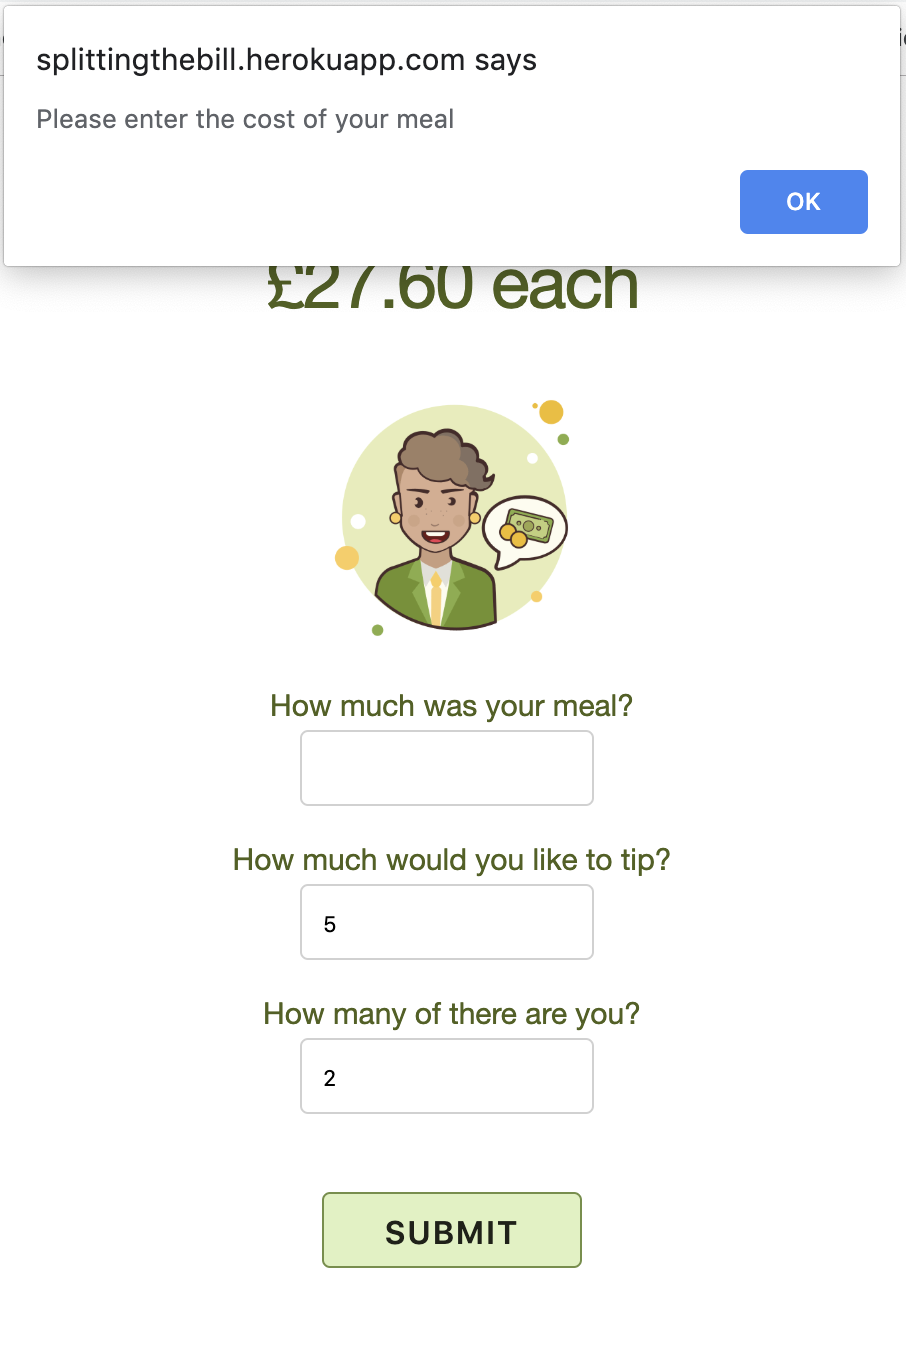 splittingthebill.herokuapp.com says
Please enter the cost of your meal
OK
£27.60 each
How much was your meal?
How much would you like to tip?
5
How many of there are you?
2
SUBMIT